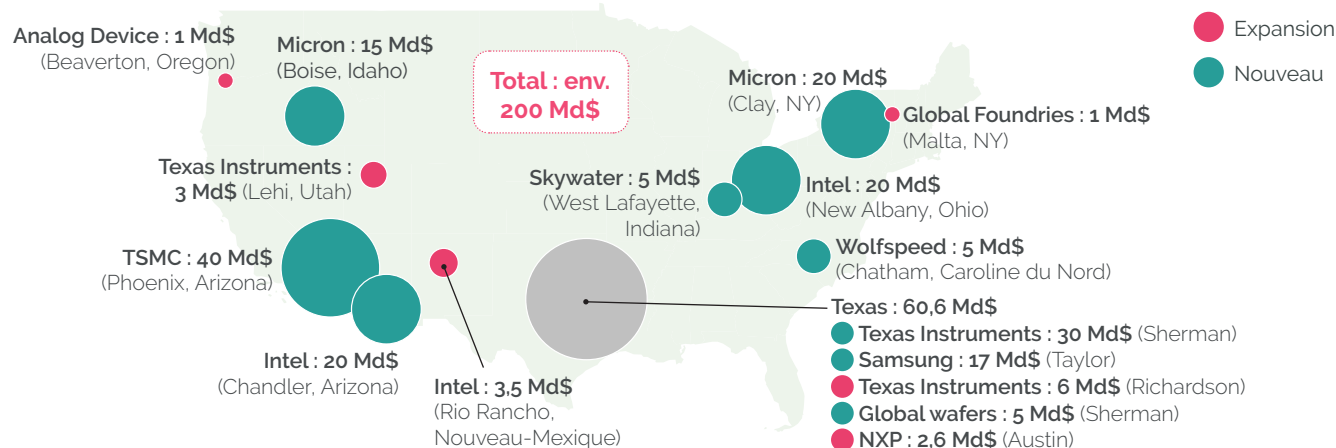 Analog Device : 1 Md$
(Beaverton, Oregon)
Micron : 15 Md$
(Boise, Idaho)
Total : env.
200 Md$
Micron : 20 Md$
(Clay, NY)
Expansion
Nouveau
Global Foundries : 1 Md$
(Malta, NY)
Texas Instruments :
3 Md$ (Lehi, Utah)
Skywater : 5 Md$
(West Lafayette,
Indiana)
Intel : 20 Md$
(New Albany, Ohio)
TSMC : 40 Md$
(Phoenix, Arizona)
Wolfspeed : 5 Md$
(Chatham, Caroline du Nord)
Intel : 20 Md$
(Chandler, Arizona)
Intel : 3,5 Md$
(Rio Rancho,
Nouveau-Mexique)
Texas : 60,6 Md$
Texas Instruments : 30 Md$ (Sherman)
Samsung : 17 Md$ (Taylor)
Texas Instruments : 6 Md$ (Richardson)
Global wafers : 5 Md$ (Sherman)
NXP : 2,6 Md$ (Austin)